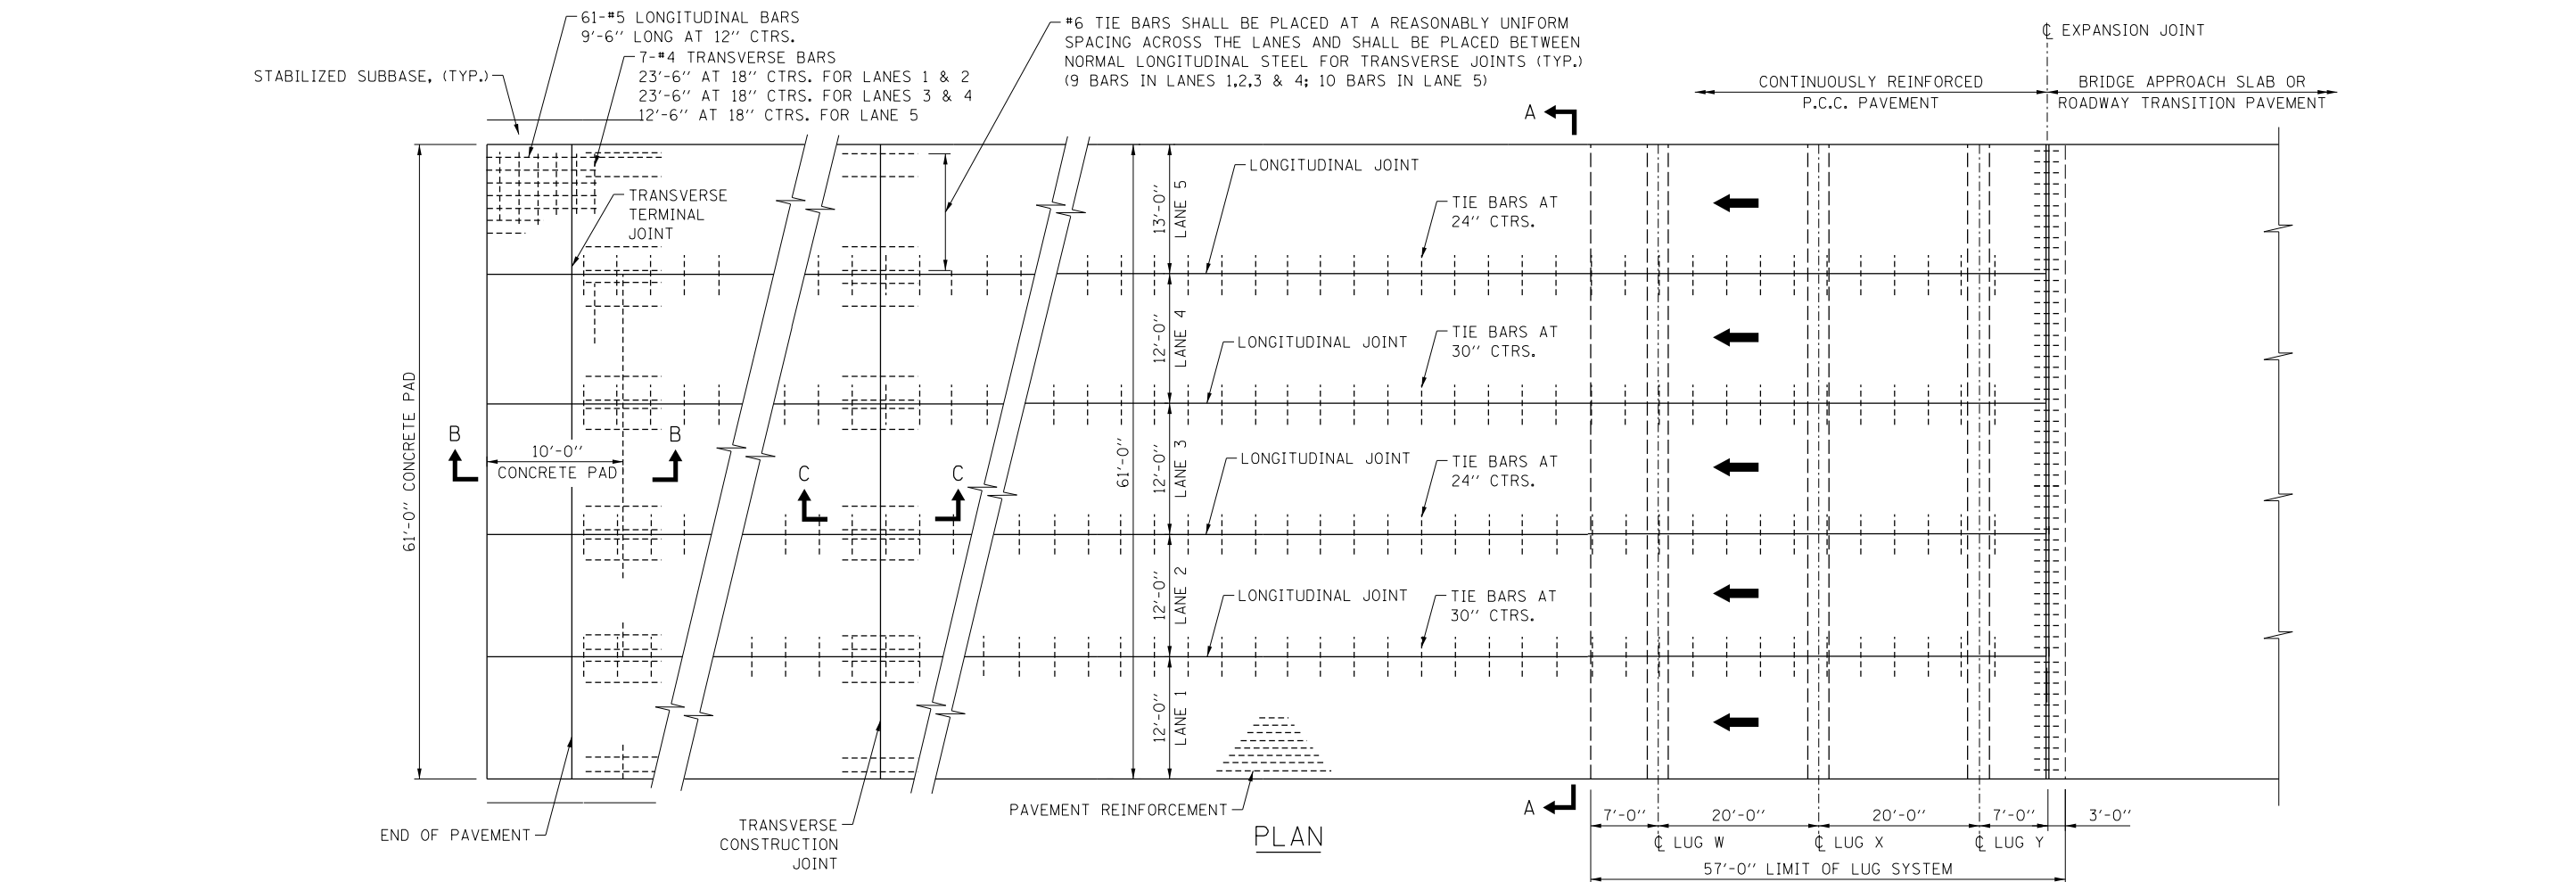 61-#5 LONGITUDINAL BARS
9'-6" LONG AT 12" CTRS.
7-#4 TRANSVERSE BARS
23'-6" AT 18" CTRS. FOR LANES 1 & 2
23'-6" AT 18" CTRS. FOR LANES 3 & 4
12'-6" AT 18" CTRS. FOR LANE 5
STABILIZED SUBBASE, (TYP.)
#6 TIE BARS SHALL BE PLACED AT A REASONABLY UNIFORM
SPACING ACROSS THE LANES AND SHALL BE PLACED BETWEEN
NORMAL LONGITUDINAL STEEL FOR TRANSVERSE JOINTS (TYP.)
(9 BARS IN LANES 1,2,3 & 4; 10 BARS IN LANE 5)
℄ EXPANSION JOINT
CONTINUOUSLY REINFORCED
P.C.C. PAVEMENT
BRIDGE APPROACH SLAB OR
ROADWAY TRANSITION PAVEMENT
A
TRANSVERSE
TERMINAL
JOINT
LONGITUDINAL JOINT
13'-0"
LANE 5
TIE BARS AT
24" CTRS.
LONGITUDINAL JOINT
12'-0"
LANE 4
TIE BARS AT
30" CTRS.
61'-0" CONCRETE PAD
B
B
10'-0"
CONCRETE PAD
C
C
61'-0"
12'-0"
LANE 3
LONGITUDINAL JOINT
TIE BARS AT
24" CTRS.
12'-0"
LANE 2
LONGITUDINAL JOINT
TIE BARS AT
30" CTRS.
12'-0"
LANE 1
PAVEMENT REINFORCEMENT
A
END OF PAVEMENT
TRANSVERSE
CONSTRUCTION
JOINT
PLAN
7'-0"
20'-0"
20'-0"
7'-0"
3'-0"
℄ LUG W
℄ LUG X
℄ LUG Y
57'-0" LIMIT OF LUG SYSTEM